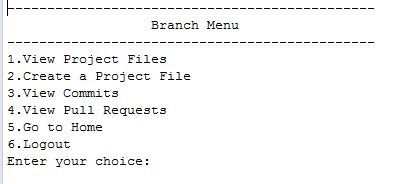 -----------------------------------------------
Branch Menu
-----------------------------------------------
1.View Project Files
2.Create a Project File
3.View Commits
4.View Pull Requests
5.Go to Home
6.Logout
Enter your choice: